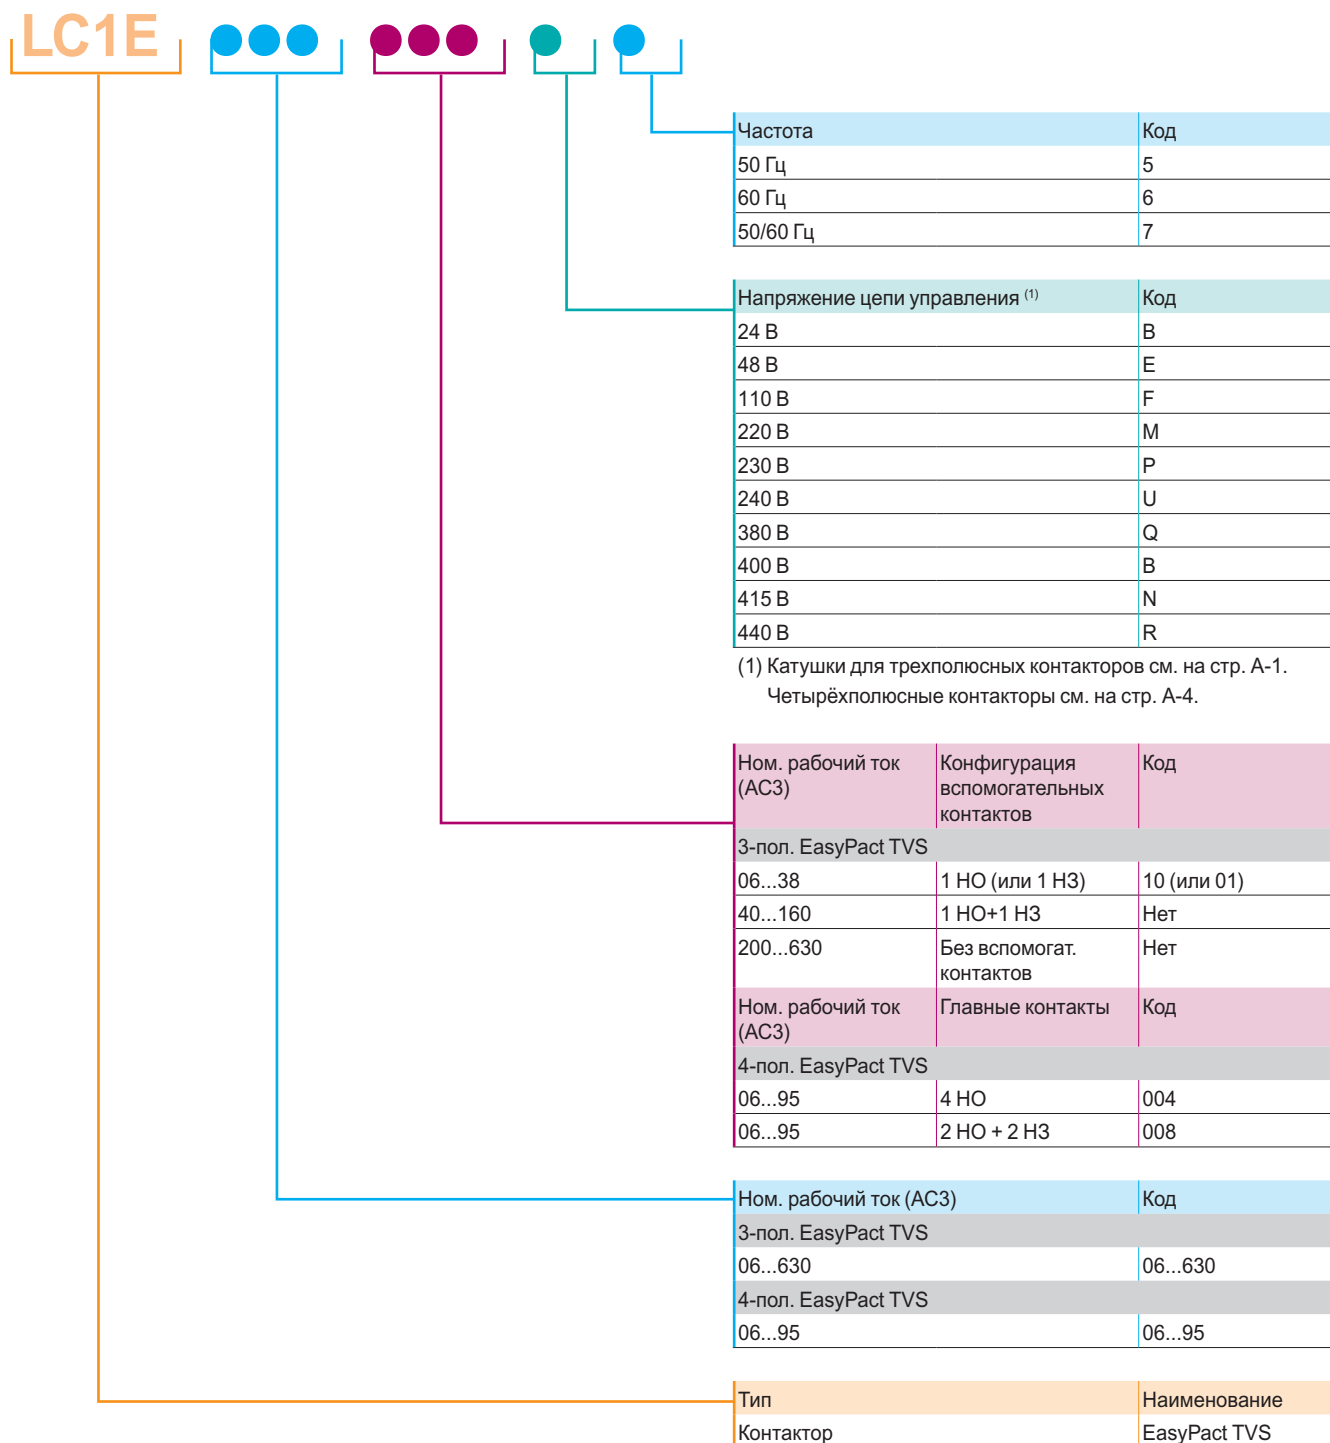 LC1E
Частота Код
50 Гц 5
60 Гц 6
50/60 Гц 7
Напряжение цепи управления (1) Код
24 В B
48 В E
110 В F
220 В M
230 В P
240 В U
380 В Q
400 В B
415 В N
440 В R
(1) Катушки для трехполюсных контакторов см. на стр. A-1.
Четырёхполюсные контакторы см. на стр. A-4.
Ном. рабочий ток Конфигурация Код
(AC3) вспомогательных
контактов
3-пол. EasyPact TVS
06...38 1 НО (или 1 НЗ) 10 (или 01)
40...160 1 НО+1 НЗ Нет
200...630 Без вспомогат. Нет
контактов
Ном. рабочий ток Главные контакты Код
(AC3)
4-пол. EasyPact TVS
06...95 4 НО 004
06...95 2 НО + 2 НЗ 008
Ном. рабочий ток (AC3) Код
3-пол. EasyPact TVS
06...630 06...630
4-пол. EasyPact TVS
06...95 06...95
Тип Наименование
Контактор EasyPact TVS